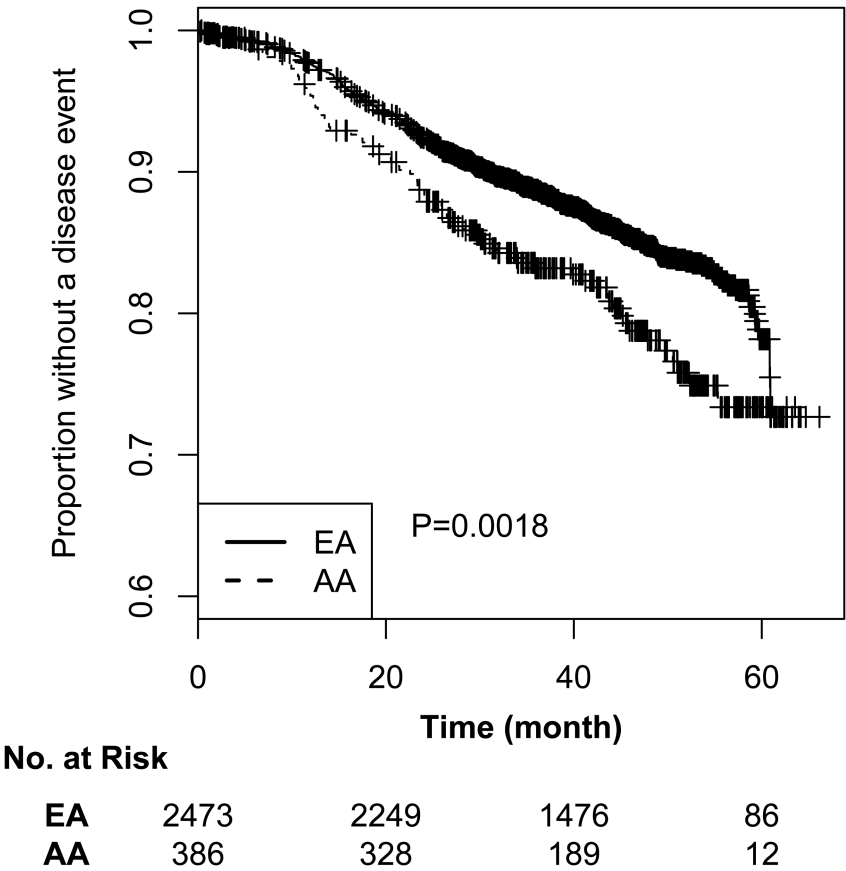 Proportion without a disease event
1.0
0.9
0.8
0.7
0.6
P=0.0018
EA
AA
0 20 40 60
Time (month)
No. at Risk
EA 2473 2249 1476 86
AA 386 328 189 12